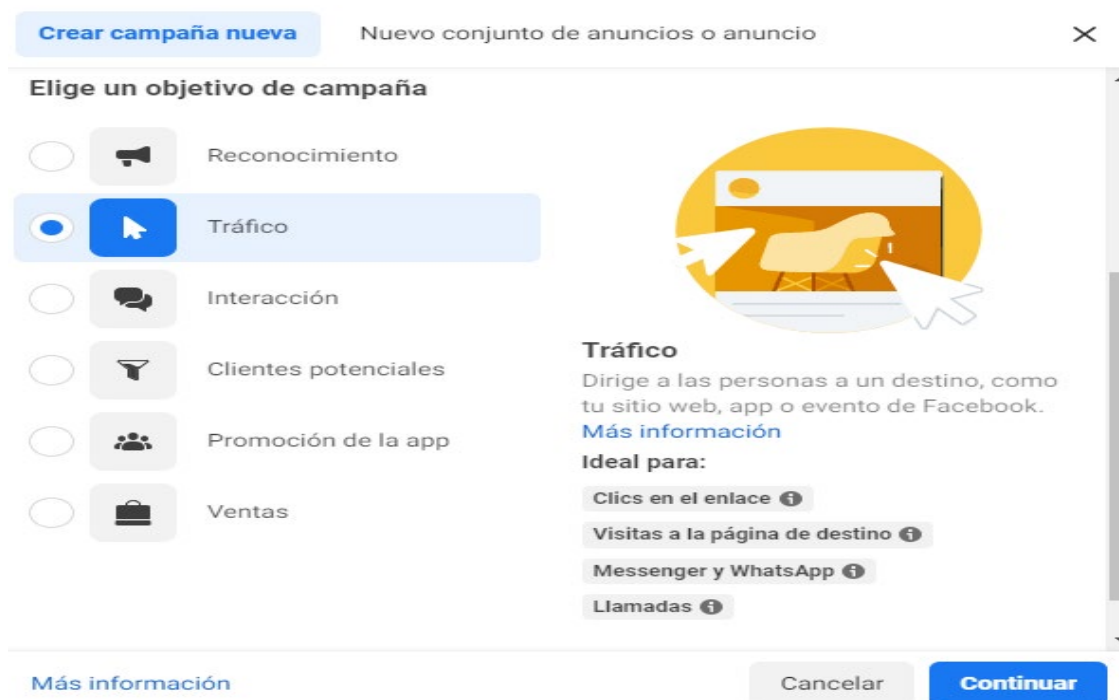 Crear campaña nueva
Nuevo conjunto de anuncios o anuncio
Elige un objetivo de campaña
Reconocimiento
Tráfico
Interacción
Clientes potenciales
Promoción de la app
Ventas
Tráfico
Dirige a las personas a un destino, como
tu sitio web, app o evento de Facebook.
Más información
Ideal para:
Clics en el enlace
Visitas a la página de destino
Messenger y WhatsApp
Llamadas
Más información
Cancelar
Continuar